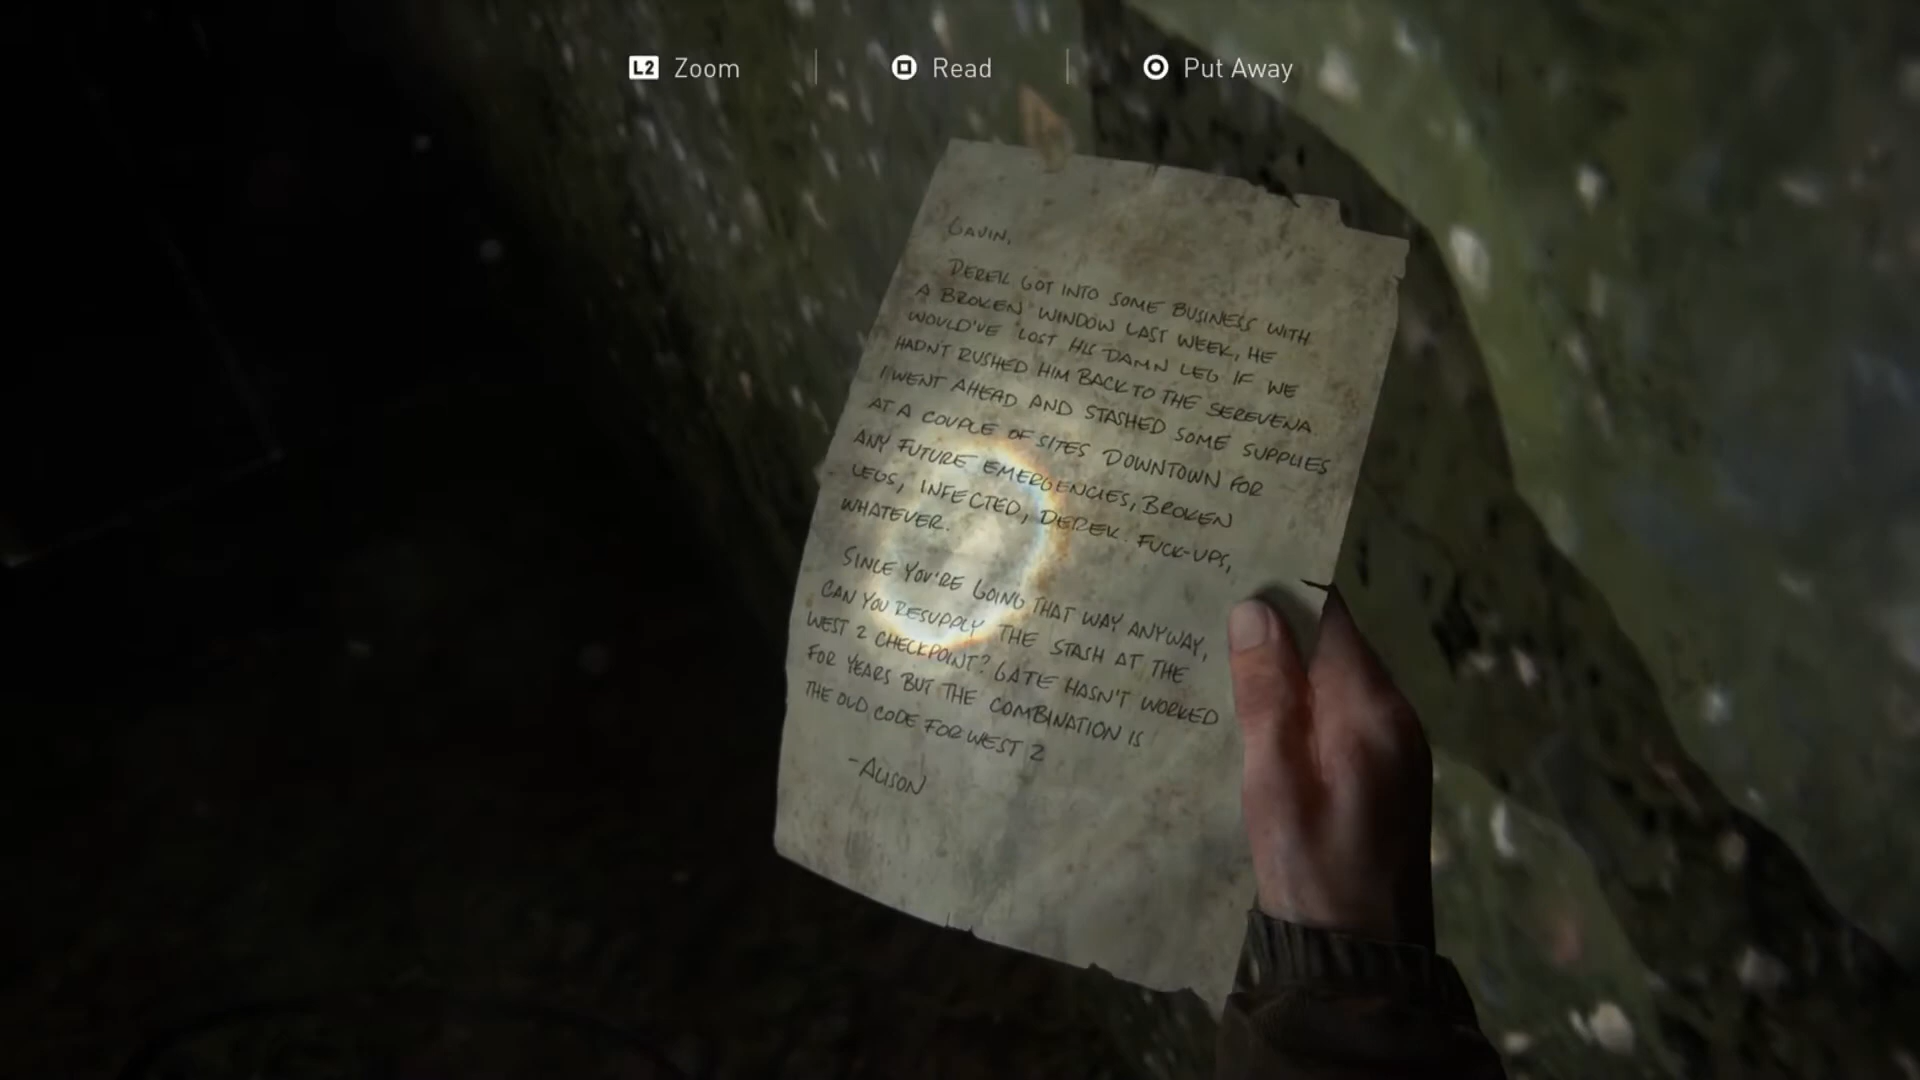 L2 Zoom
Read
Put Away
GAVIN,
DEREK GOT INTO SOME BUSINESS WITH
A BROKEN WINDOW LAST WEEK, HE
WOULD'VE LOST HIS DAMN LEG IF WE
HADN'T RUSHED HIM BACK TO THE SEREVENA
I WENT AHEAD AND STASHED SOME SUPPLIES
AT A COUPLE OF SITES DOWNTOWN FOR
ANY FUTURE EMERGENCIES, BROKEN
LEGS, INFECTED, DEREK. FUCK-UPS,
WHATEVER.
SINCE YOU'RE GOING THAT WAY ANYWAY,
CAN YOU RESUPPLY THE STASH AT THE
WEST 2 CHECKPOINT? GATE HASN'T WORKED
FOR YEARS BUT THE COMBINATION IS
THE OLD CODE FOR WEST 2
-ALISON